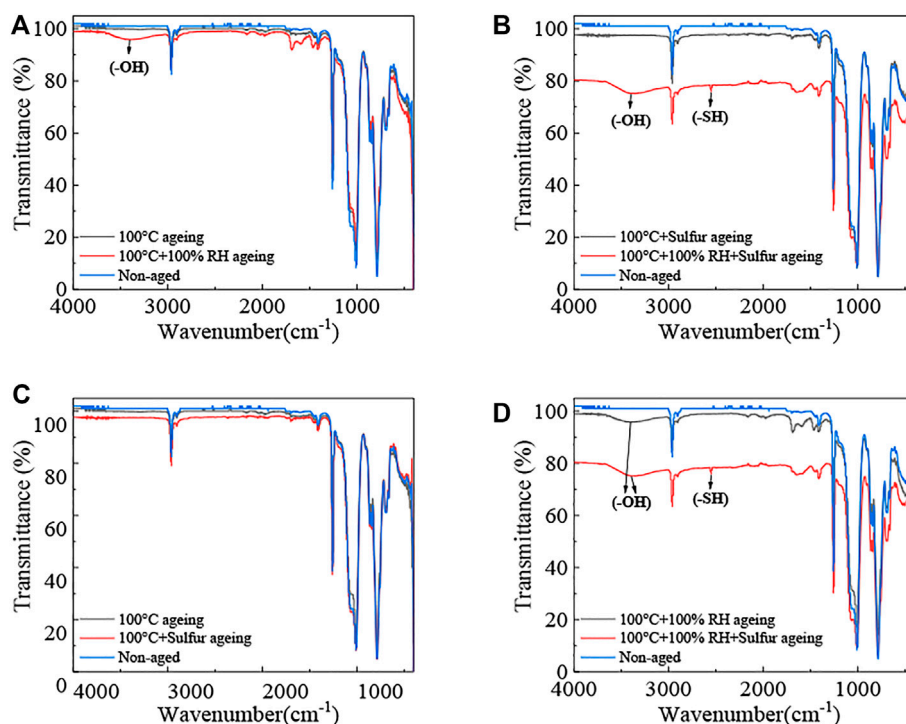 A
100
80
60
40
20
0
Transmittance (%)
(-OH)
100°C ageing
100°C+100% RH ageing
Non-aged
4000 3000 2000 1000
Wavenumber(cm⁻¹)
B
100
80
60
40
20
0
Transmittance (%)
(-OH)
(-SH)
100°C+Sulfur ageing
100°C+100% RH+Sulfur ageing
Non-aged
4000 3000 2000 1000
Wavenumber(cm⁻¹)
C
100
80
60
40
20
0
Transmittance (%)
100°C ageing
100°C+Sulfur ageing
Non-aged
4000 3000 2000 1000
Wavenumber(cm⁻¹)
D
100
80
60
40
20
0
Transmittance (%)
(-OH)
(-SH)
100°C+100% RH ageing
100°C+100% RH+Sulfur ageing
Non-aged
4000 3000 2000 1000
Wavenumber(cm⁻¹)